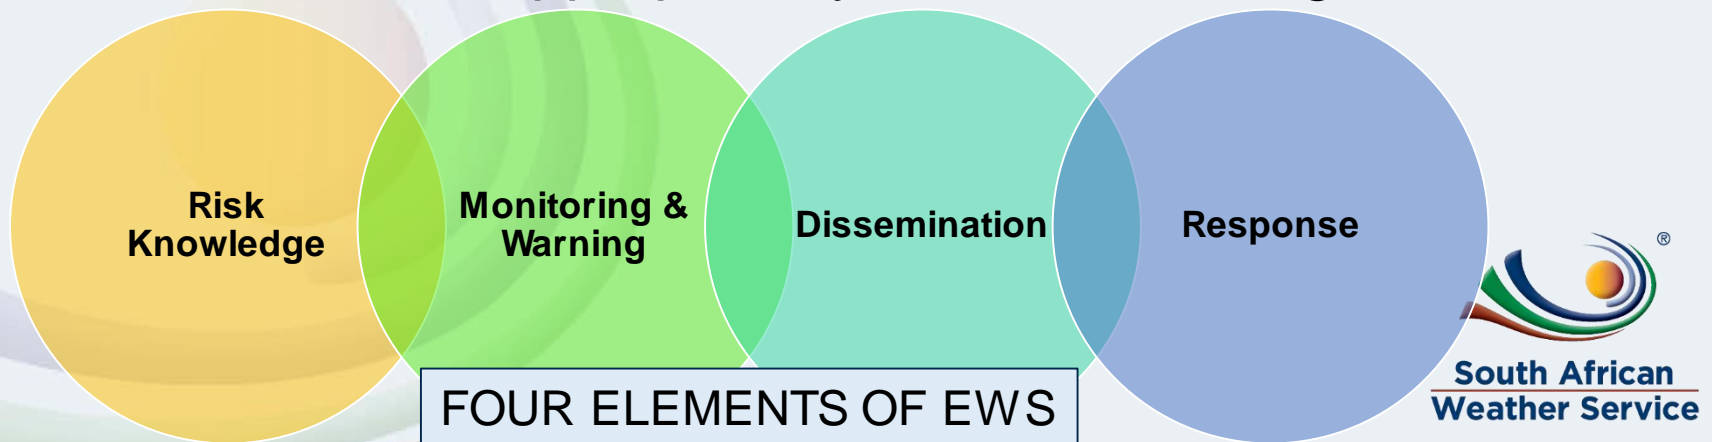 Risk
Knowledge
Monitoring &
Warning
Dissemination
Response
®
South African
Weather Service
FOUR ELEMENTS OF EWS